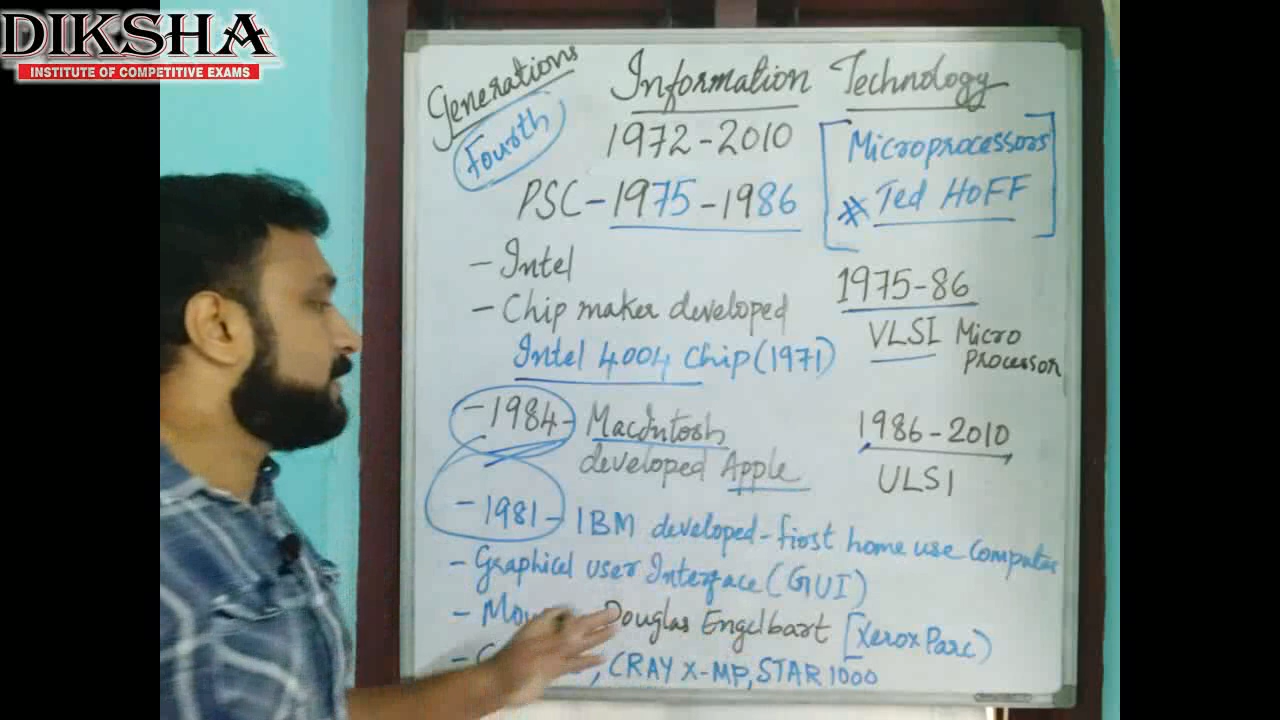 DIKSHA
INSTITUTE OF COMPETITIVE EXAMS
Generations
Information Technology
Fourth
1972-2010
Microprocessors
PSC-1975-1986
* Ted HOFF
- Intel
1975-86
- Chip maker developed
VLSI Micro
processor
Intel 4004 Chip (1971)
- 1984- Macintosh
developed Apple
1986-2010
ULSI
- 1981- IBM developed-first home use computer
- Graphicel user Interface (GUI)
- Douglas Engelbart [Xerox Parc)
- , CRAY X-MP, STAR 1000